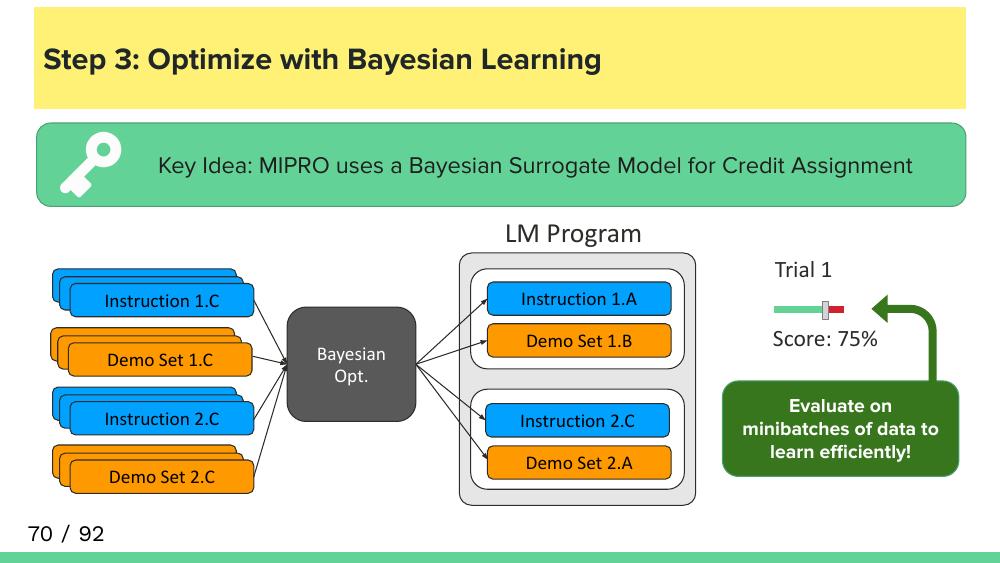 Step 3: Optimize with Bayesian Learning
Key Idea: MIPRO uses a Bayesian Surrogate Model for Credit Assignment
Instruction 1.C
Demo Set 1.C
Instruction 2.C
Demo Set 2.C
Bayesian
Opt.
LM Program
Instruction 1.A
Demo Set 1.B
Instruction 2.C
Demo Set 2.A
Trial 1
Score: 75%
Evaluate on
minibatches of data to
learn efficiently!
70 / 92